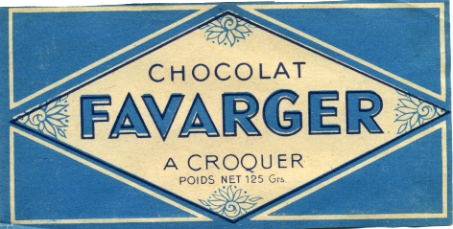 CHOCOLAT
FAVARGER
A CROQUER
POIDS NET 125 Grs.